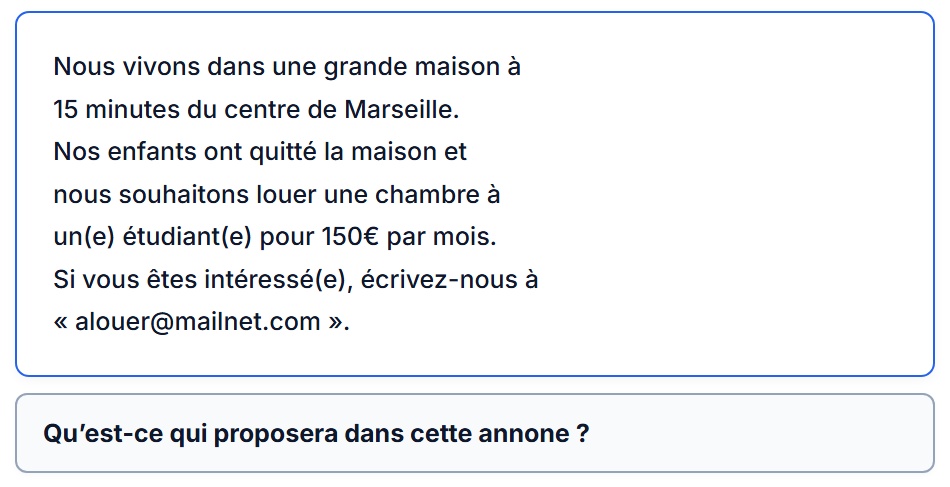 Nous vivons dans une grande maison à
15 minutes du centre de Marseille.
Nos enfants ont quitté la maison et
nous souhaitons louer une chambre à
un(e) étudiant(e) pour 150€ par mois.
Si vous êtes intéressé(e), écrivez-nous à
« alouer@mailnet.com ».
Qu’est-ce qui proposera dans cette annone ?